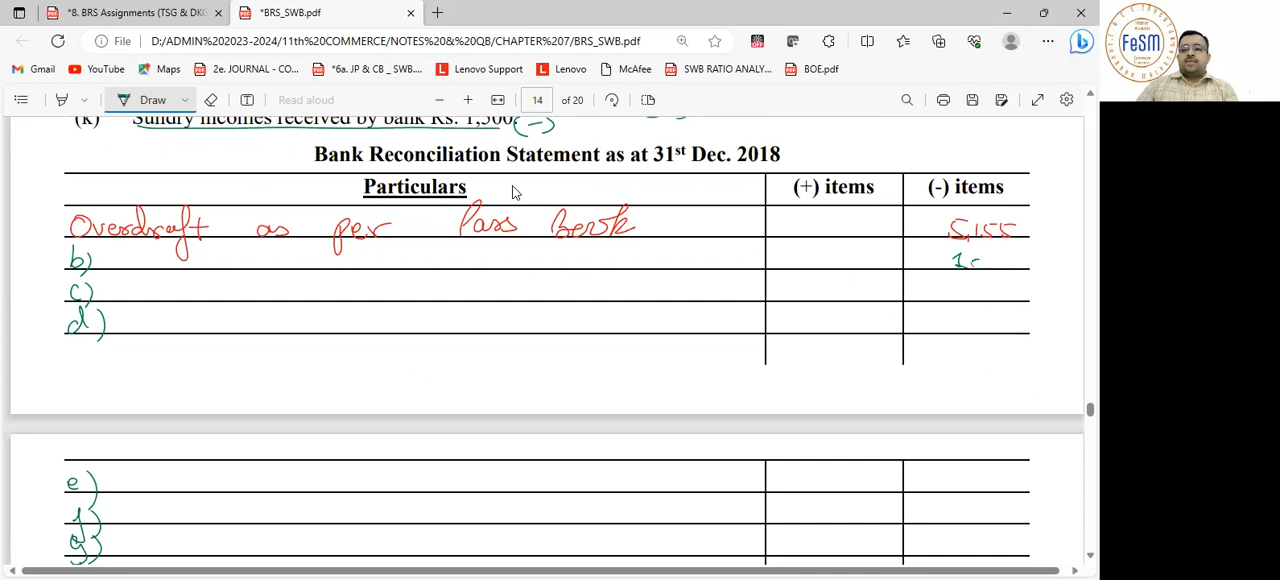 *8. BRS Assignments (TSG & DKG
*BRS_SWB.pdf
File
D:/ADMIN%202023-2024/11th%20COMMERCE/NOTES%20&%20QB/CHAPTER%207/BRS_SWB.pdf
Gmail YouTube Maps 2e. JOURNAL - CO... *6a. JP & CB _ SWB.... Lenovo Support Lenovo McAfee SWB RATIO ANALY... BOE.pdf
Draw Read aloud 14 of 20
(k) Sundry incomes received by bank Rs. 1,500. (-)
Bank Reconciliation Statement as at 31st Dec. 2018
Particulars (+) items (-) items
Overdraft as per Pass Book 5,155
b)
c)
d)
e)
f)
g)
FeSM